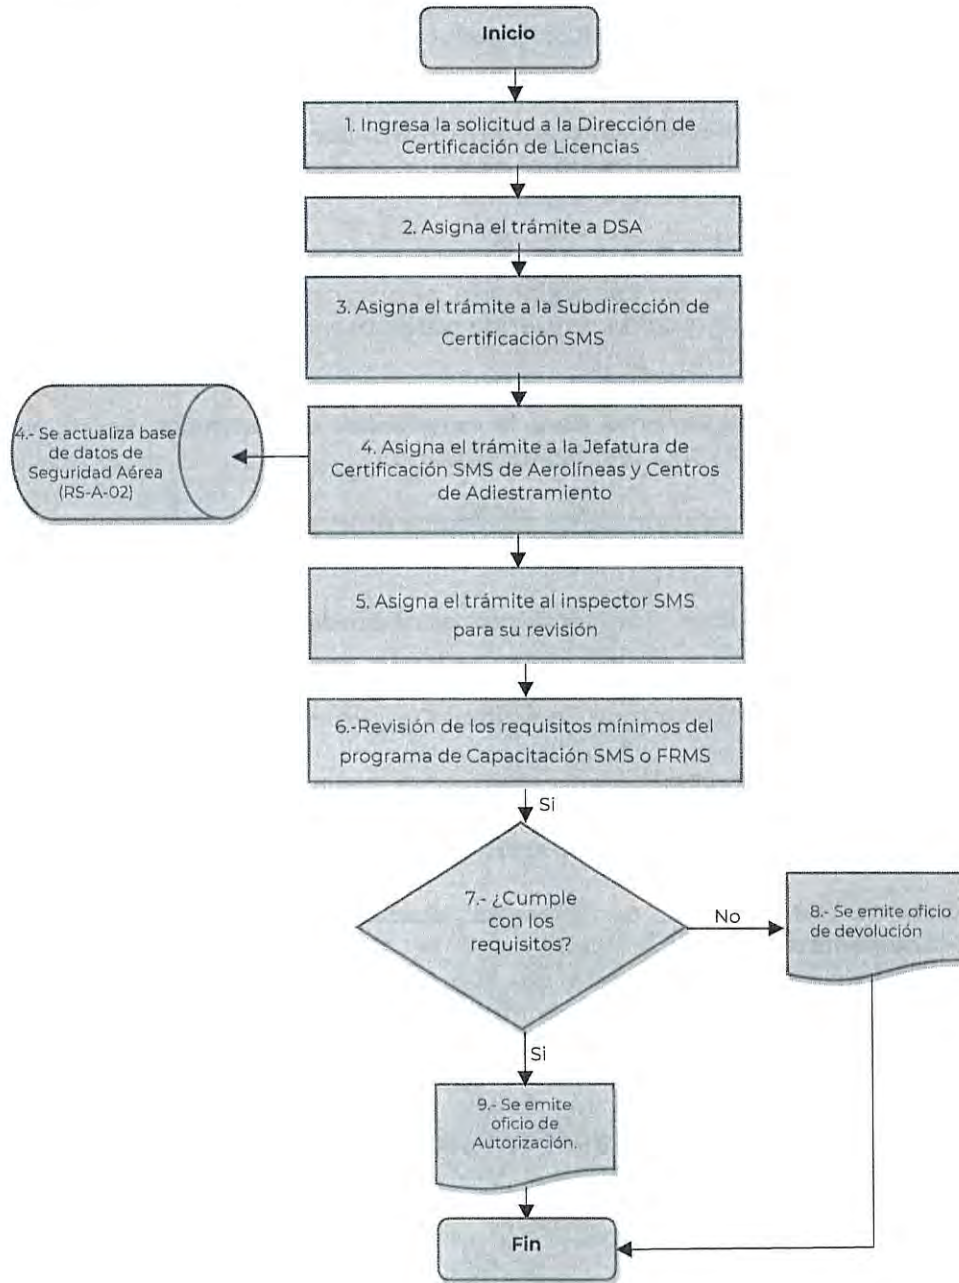 Inicio
1. Ingresa la solicitud a la Dirección de
Certificación de Licencias
2. Asigna el trámite a DSA
3. Asigna el trámite a la Subdirección de
Certificación SMS
4.- Se actualiza base
de datos de
Seguridad Aérea
(RS-A-02)
4. Asigna el trámite a la Jefatura de
Certificación SMS de Aerolíneas y Centros
de Adiestramiento
5. Asigna el trámite al inspector SMS
para su revisión
6.-Revisión de los requisitos mínimos del
programa de Capacitación SMS o FRMS
Si
7.- ¿Cumple
con los
requisitos?
No
8.- Se emite oficio
de devolución
Si
9.- Se emite
oficio de
Autorización.
Fin